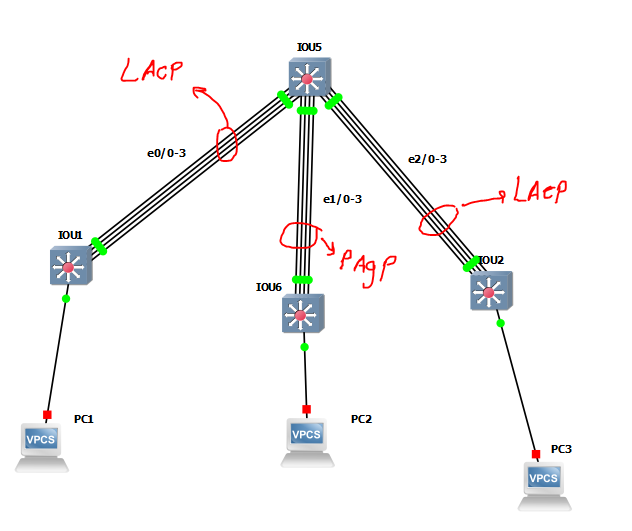 IOU5
LACP
e0/0-3
e2/0-3
e1/0-3
LACP
IOU1
PAgP
IOU2
IOU6
PC1
PC2
VPCS
VPCS
PC3
VPCS